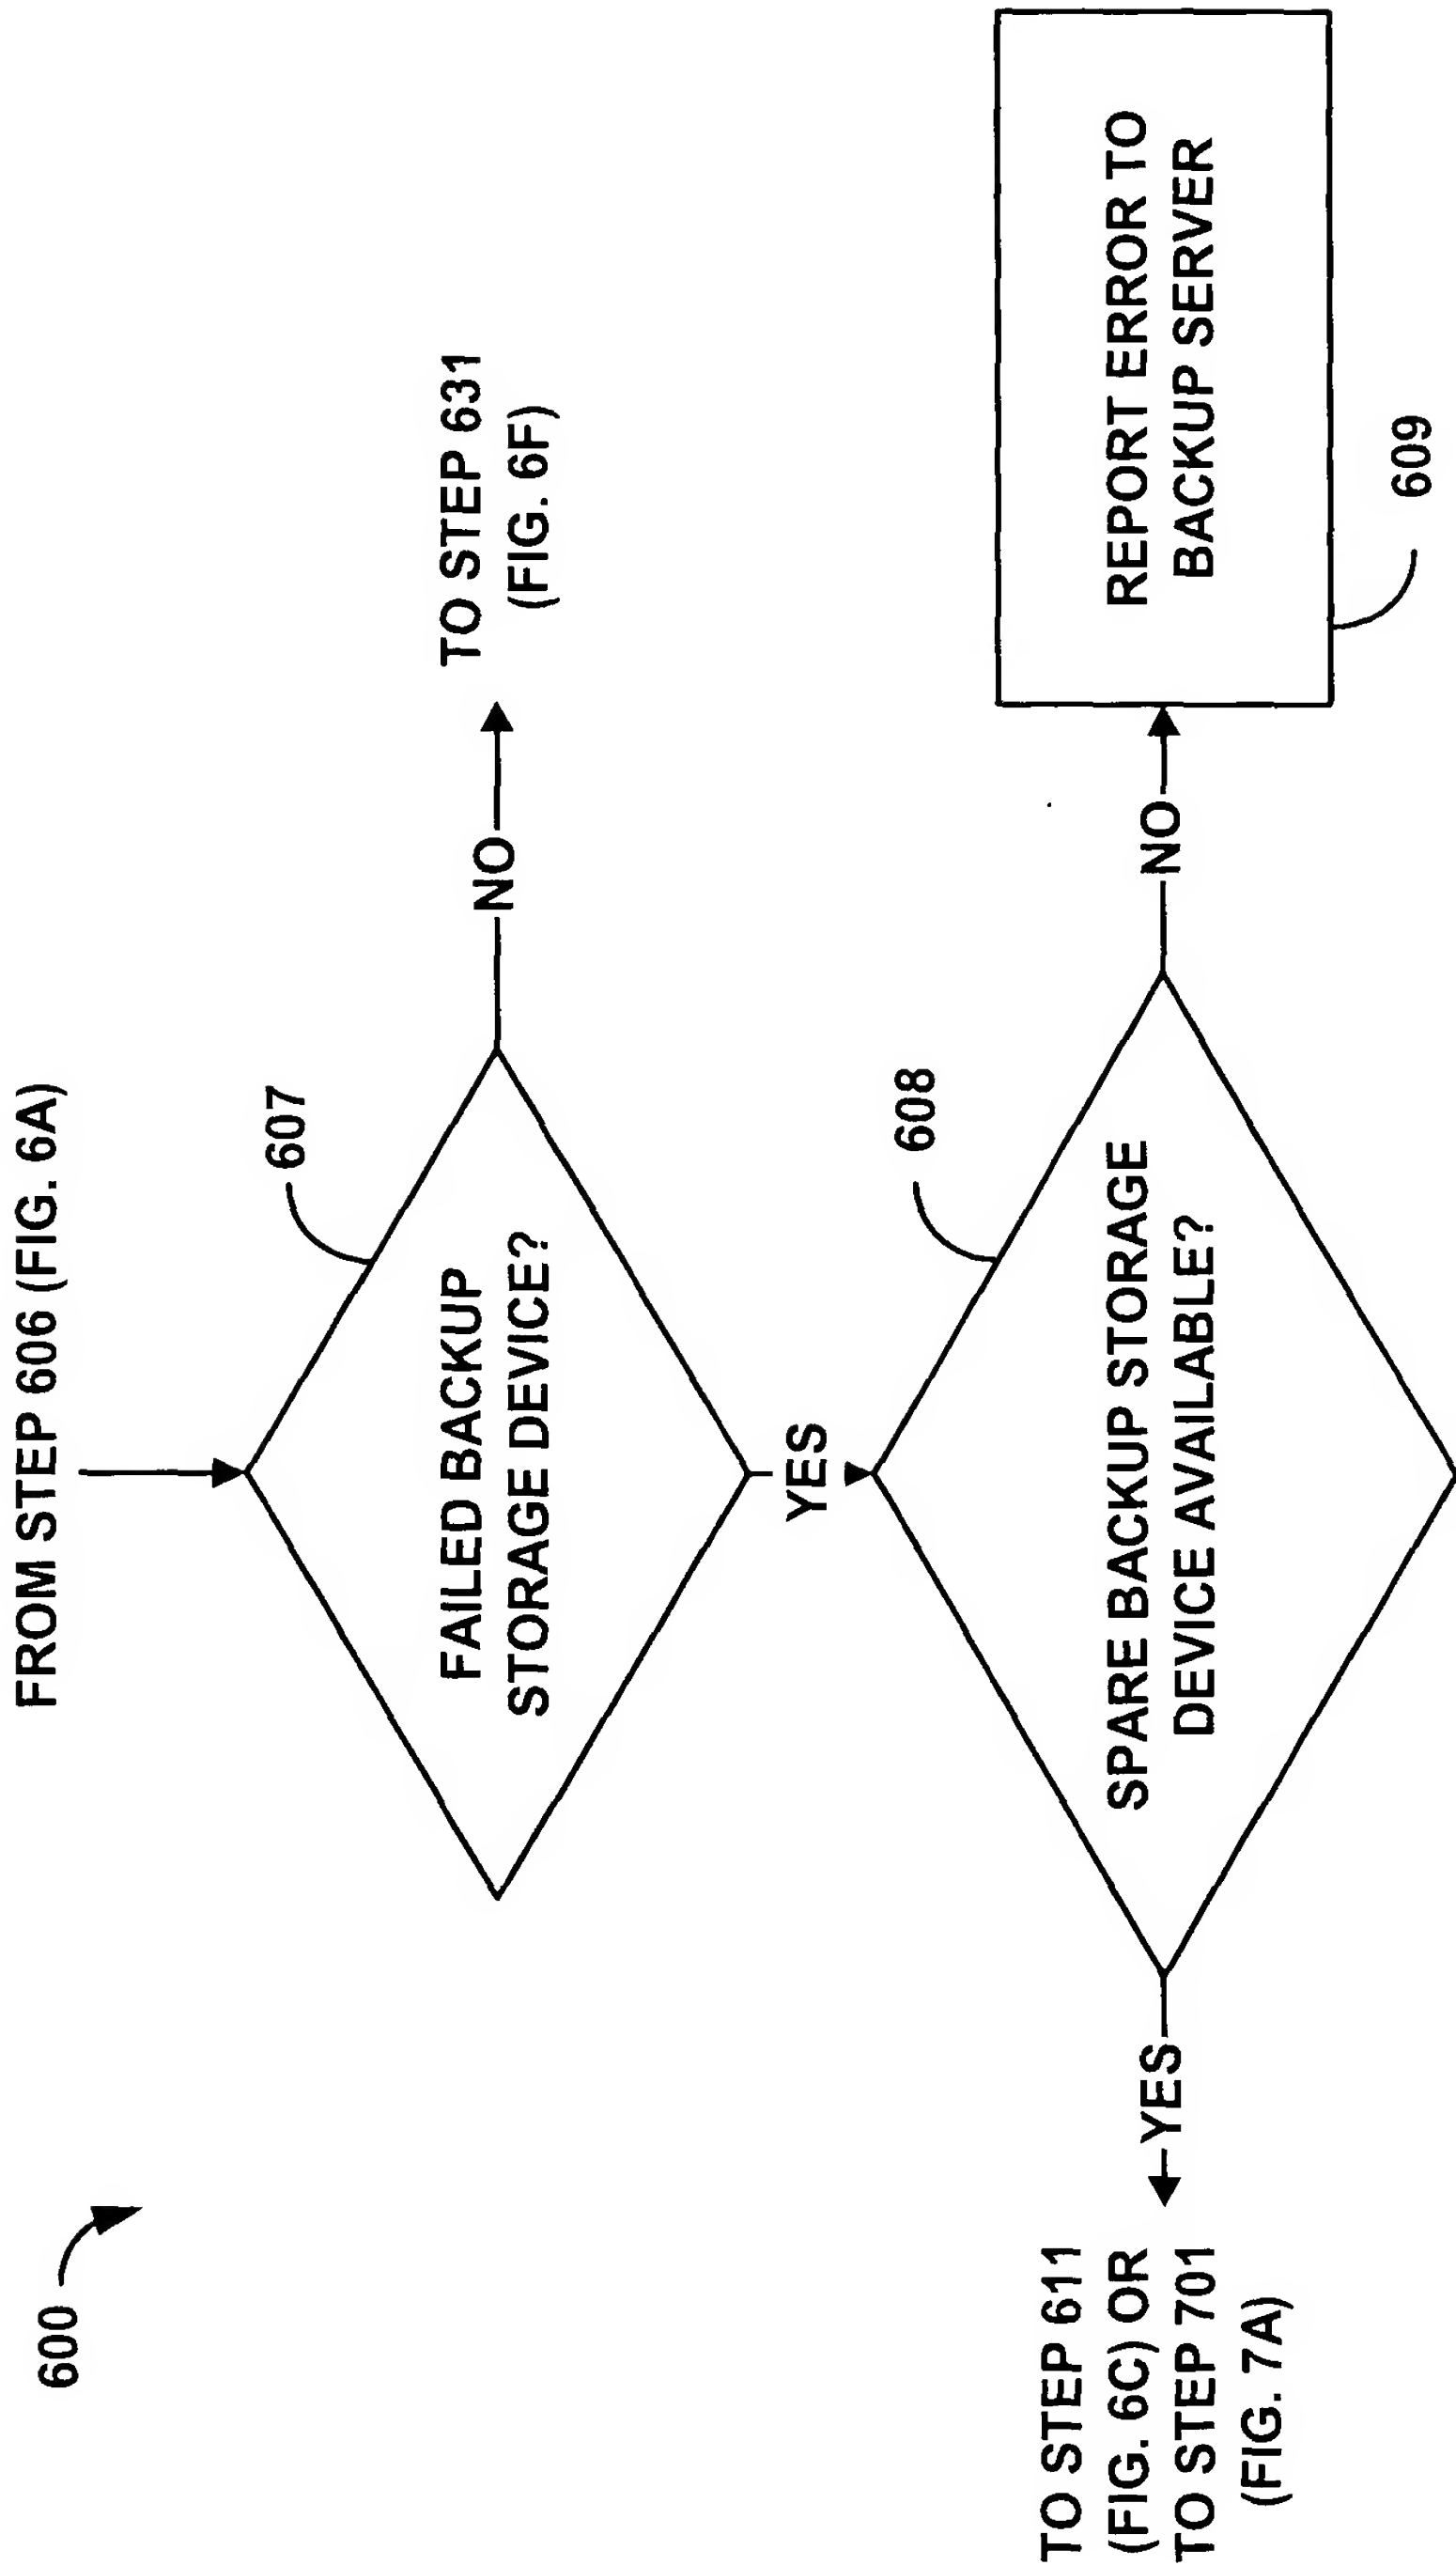 600
FROM STEP 606 (FIG. 6A)
607
FAILED BACKUP
STORAGE DEVICE?
NO
TO STEP 631
(FIG. 6F)
YES
608
SPARE BACKUP STORAGE
DEVICE AVAILABLE?
YES
TO STEP 611
(FIG. 6C) OR
TO STEP 701
(FIG. 7A)
NO
REPORT ERROR TO
BACKUP SERVER
609